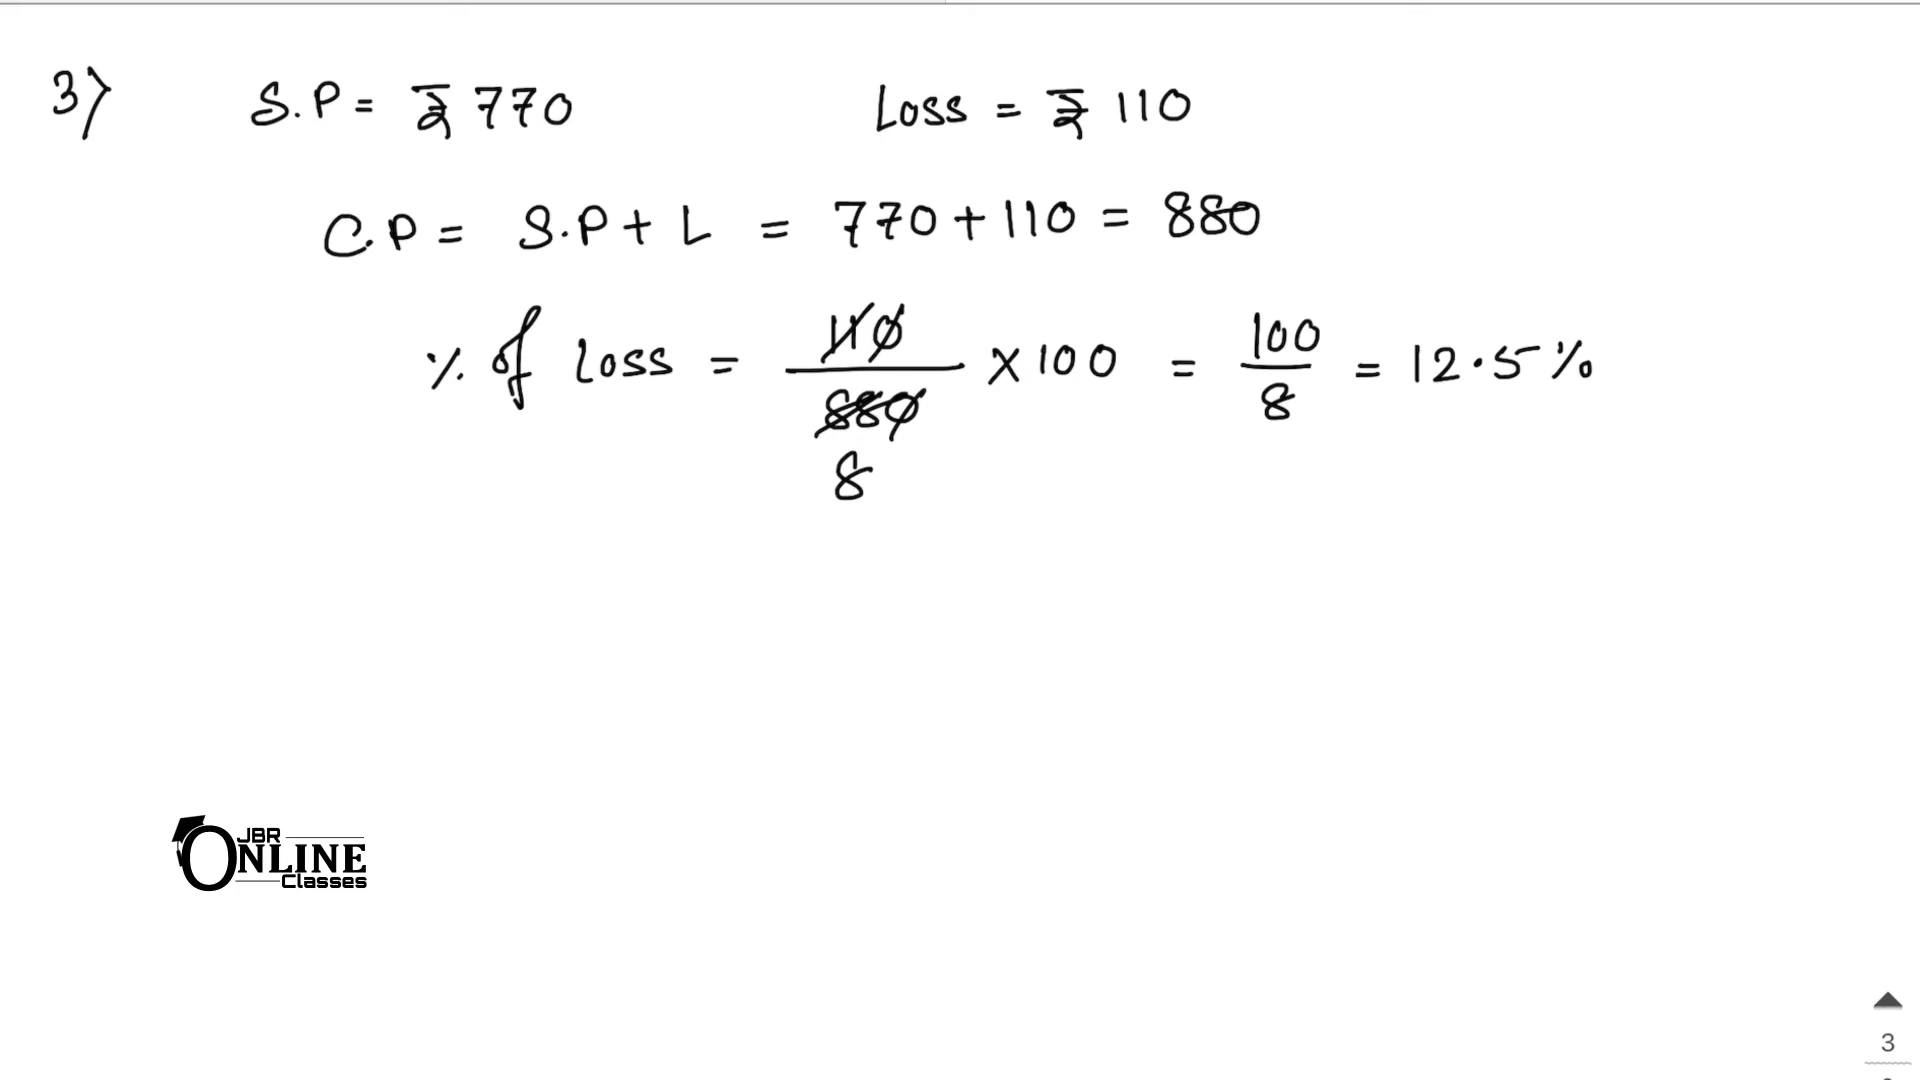 3) S.P = ₹ 770 Loss = ₹ 110
C.P = S.P + L = 770 + 110 = 880
% of Loss = 110/880 × 100 = 100/8 = 12.5 %
8
JBR
ONLINE
Classes
3